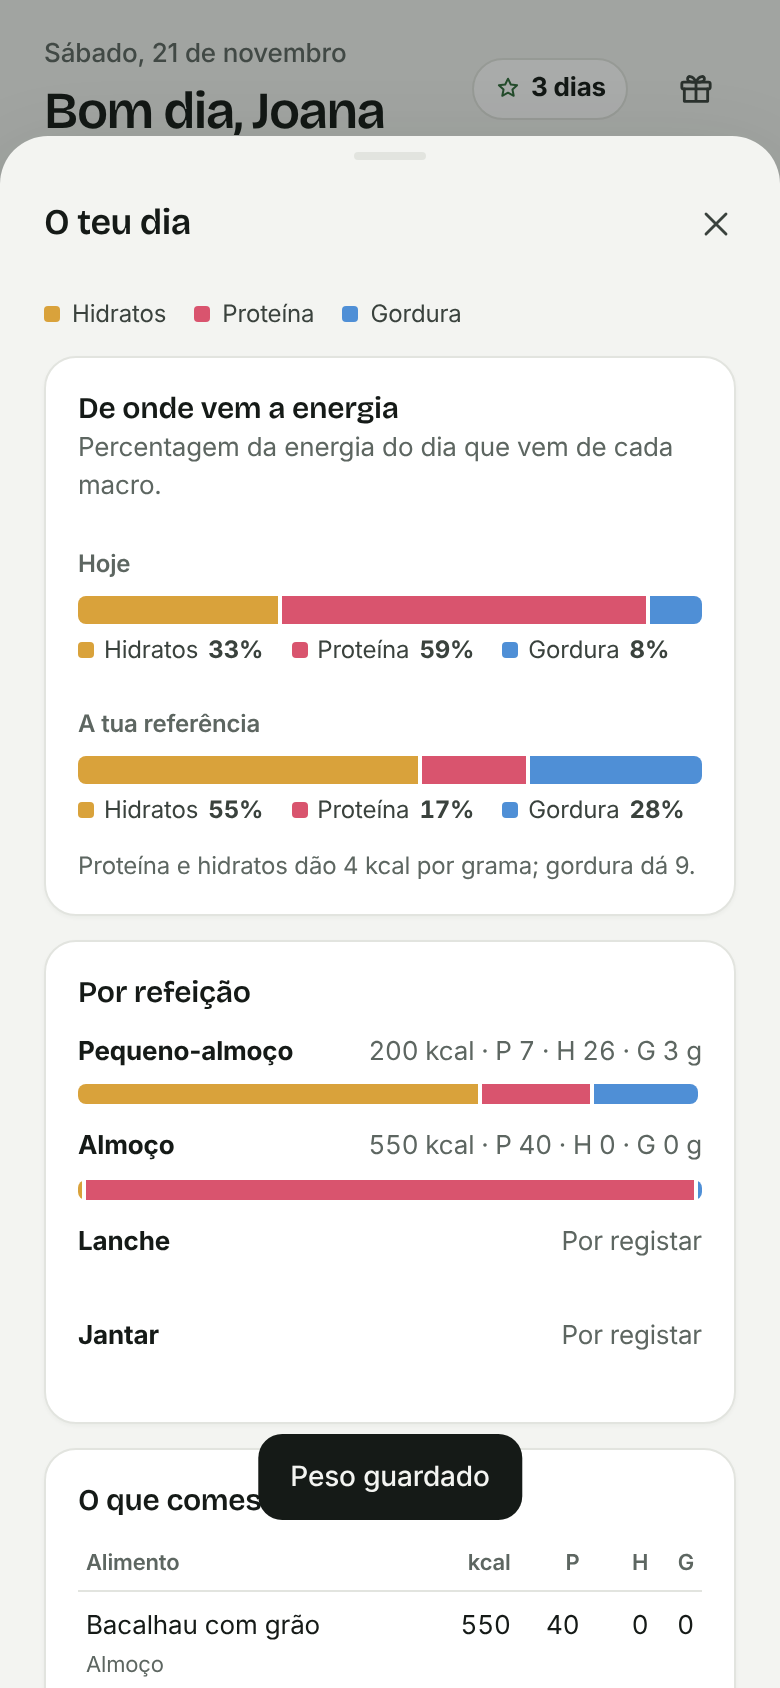 Sábado, 21 de novembro
Bom dia, Joana
3 dias
O teu dia
Hidratos Proteína Gordura
De onde vem a energia
Percentagem da energia do dia que vem de cada
macro.
Hoje
Hidratos 33% Proteína 59% Gordura 8%
A tua referência
Hidratos 55% Proteína 17% Gordura 28%
Proteína e hidratos dão 4 kcal por grama; gordura dá 9.
Por refeição
Pequeno-almoço 200 kcal · P 7 · H 26 · G 3 g
Almoço 550 kcal · P 40 · H 0 · G 0 g
Lanche Por registar
Jantar Por registar
Peso guardado
O que comes
Alimento kcal P H G
Bacalhau com grão 550 40 0 0
Almoço